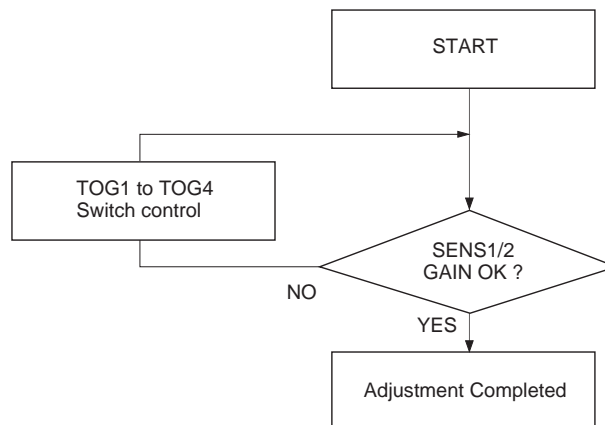 START
TOG1 to TOG4
Switch control
SENS1/2
GAIN OK ?
NO
YES
Adjustment Completed